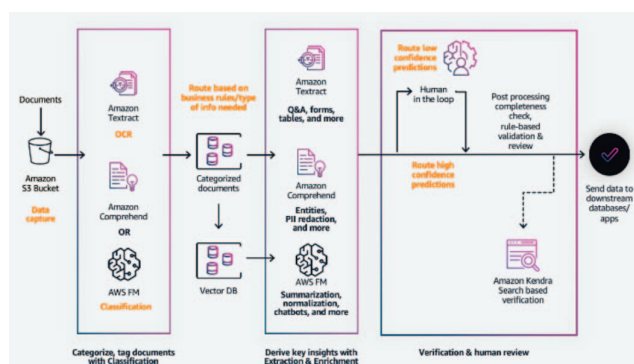 Documents
Amazon
S3 Bucket
Data
capture
Amazon
Textract
OCR
Amazon
Comprehend
OR
AWS FM
Classification
Categorize, tag documents
with Classification
Route based on
business rules/type
of info needed
Categorized
documents
Vector DB
Amazon
Textract
Q&A, forms,
tables, and more
Amazon
Comprehend
Entities,
PII redaction,
and more
AWS FM
Summarization,
normalization,
chatbots, and more
Derive key insights with
Extraction & Enrichment
Route low
confidence
predictions
Human
in the loop
Route high
confidence
predictions
Post processing
completeness
check,
rule-based
validation &
review
Amazon Kendra
Search based
verification
Verification & human review
Send data to
downstream
databases/
apps